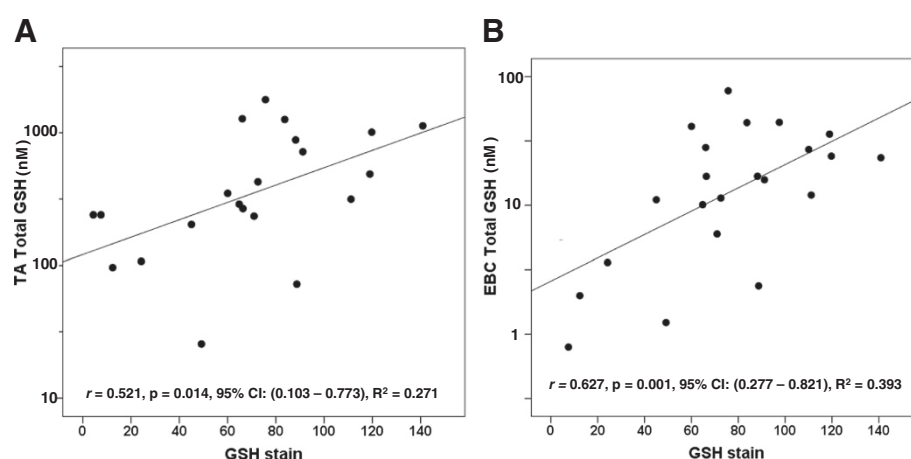 A
TA Total GSH (nM)
1000
100
10
r = 0.521, p = 0.014, 95% CI: (0.103 – 0.773), R² = 0.271
0 20 40 60 80 100 120 140
GSH stain
B
EBC Total GSH (nM)
100
10
1
r = 0.627, p = 0.001, 95% CI: (0.277 – 0.821), R² = 0.393
0 20 40 60 80 100 120 140
GSH stain